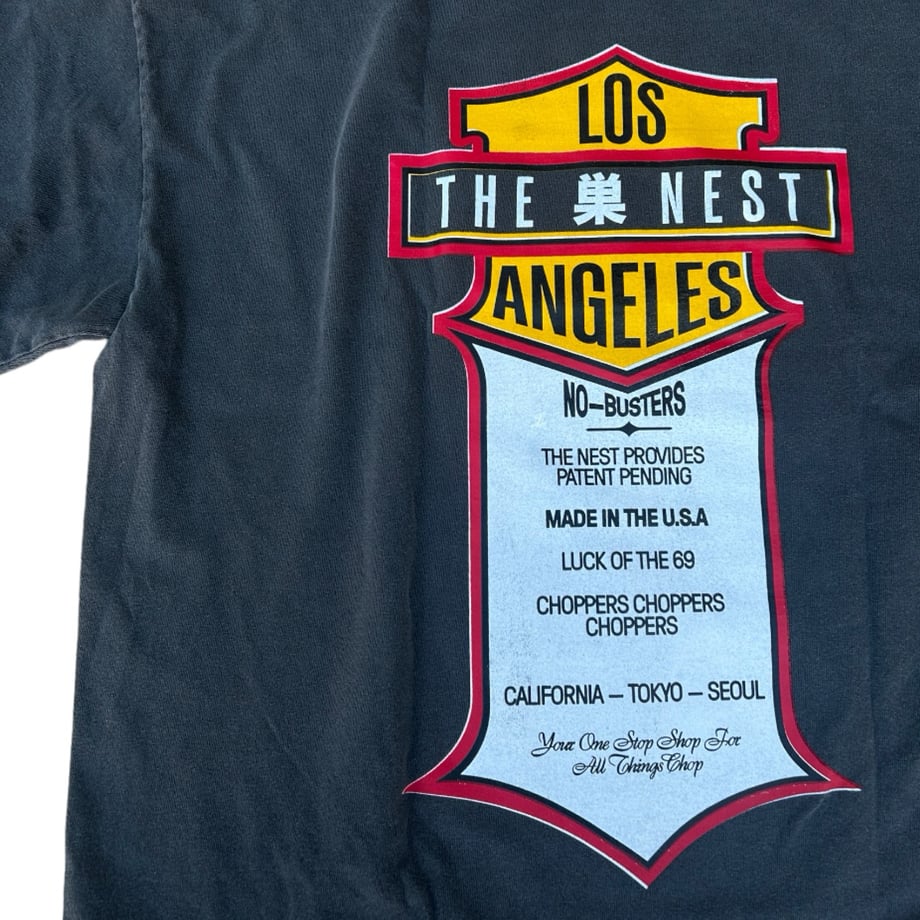 LOS
THE 巣 NEST
ANGELES
NO-BUSTERS
THE NEST PROVIDES
PATENT PENDING
MADE IN THE U.S.A
LUCK OF THE 69
CHOPPERS CHOPPERS
CHOPPERS
CALIFORNIA — TOKYO — SEOUL
Your One Stop Shop For
All Things Chop